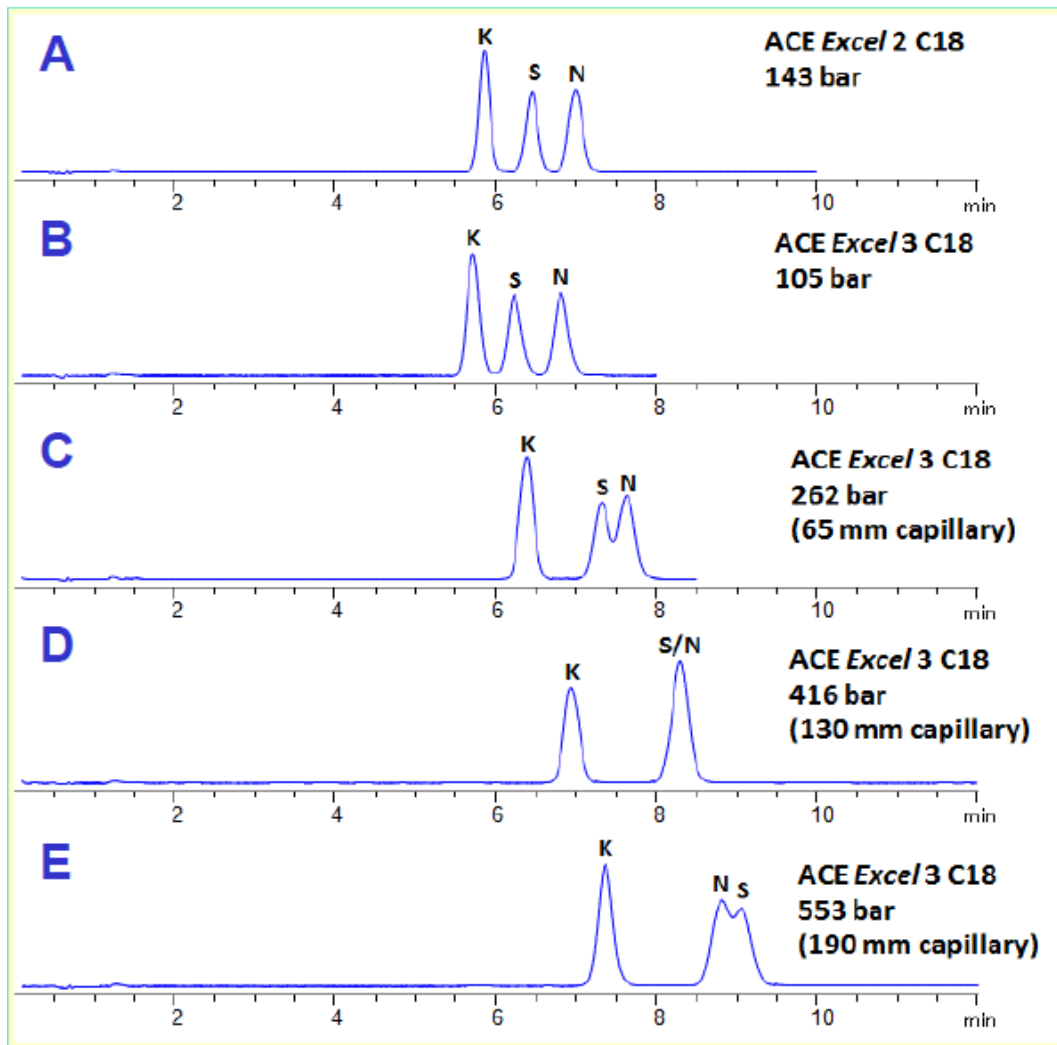 A
K
S
N
ACE Excel 2 C18
143 bar
2 4 6 8 10 min
B
K
S
N
ACE Excel 3 C18
105 bar
2 4 6 8 10 min
C
K
S
N
ACE Excel 3 C18
262 bar
(65 mm capillary)
2 4 6 8 10 min
D
K
S/N
ACE Excel 3 C18
416 bar
(130 mm capillary)
2 4 6 8 10 min
E
K
N
S
ACE Excel 3 C18
553 bar
(190 mm capillary)
2 4 6 8 10 min